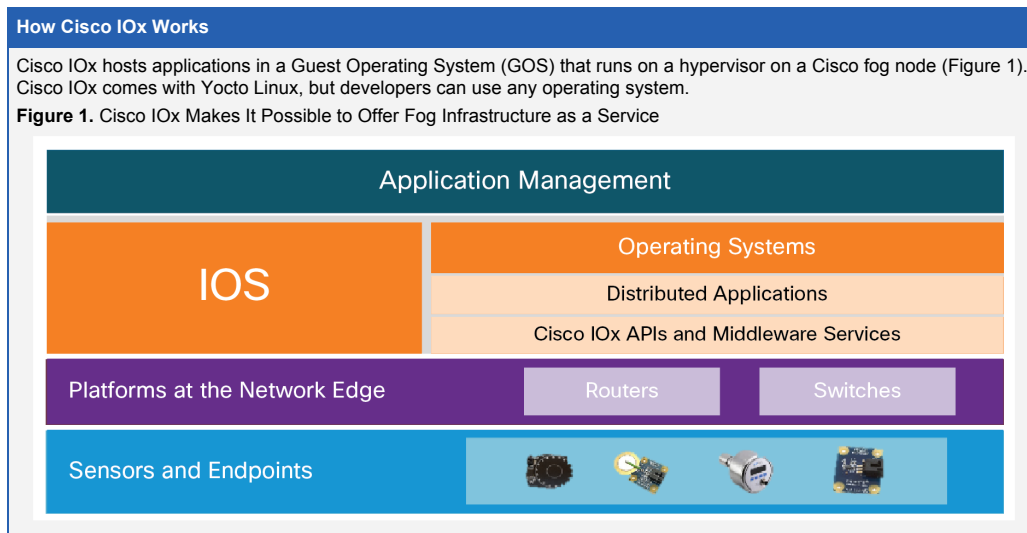 How Cisco IOx Works
Cisco IOx hosts applications in a Guest Operating System (GOS) that runs on a hypervisor on a Cisco fog node (Figure 1).
Cisco IOx comes with Yocto Linux, but developers can use any operating system.
Figure 1. Cisco IOx Makes It Possible to Offer Fog Infrastructure as a Service
Application Management
IOS
Operating Systems
Distributed Applications
Cisco IOx APIs and Middleware Services
Platforms at the Network Edge
Routers
Switches
Sensors and Endpoints